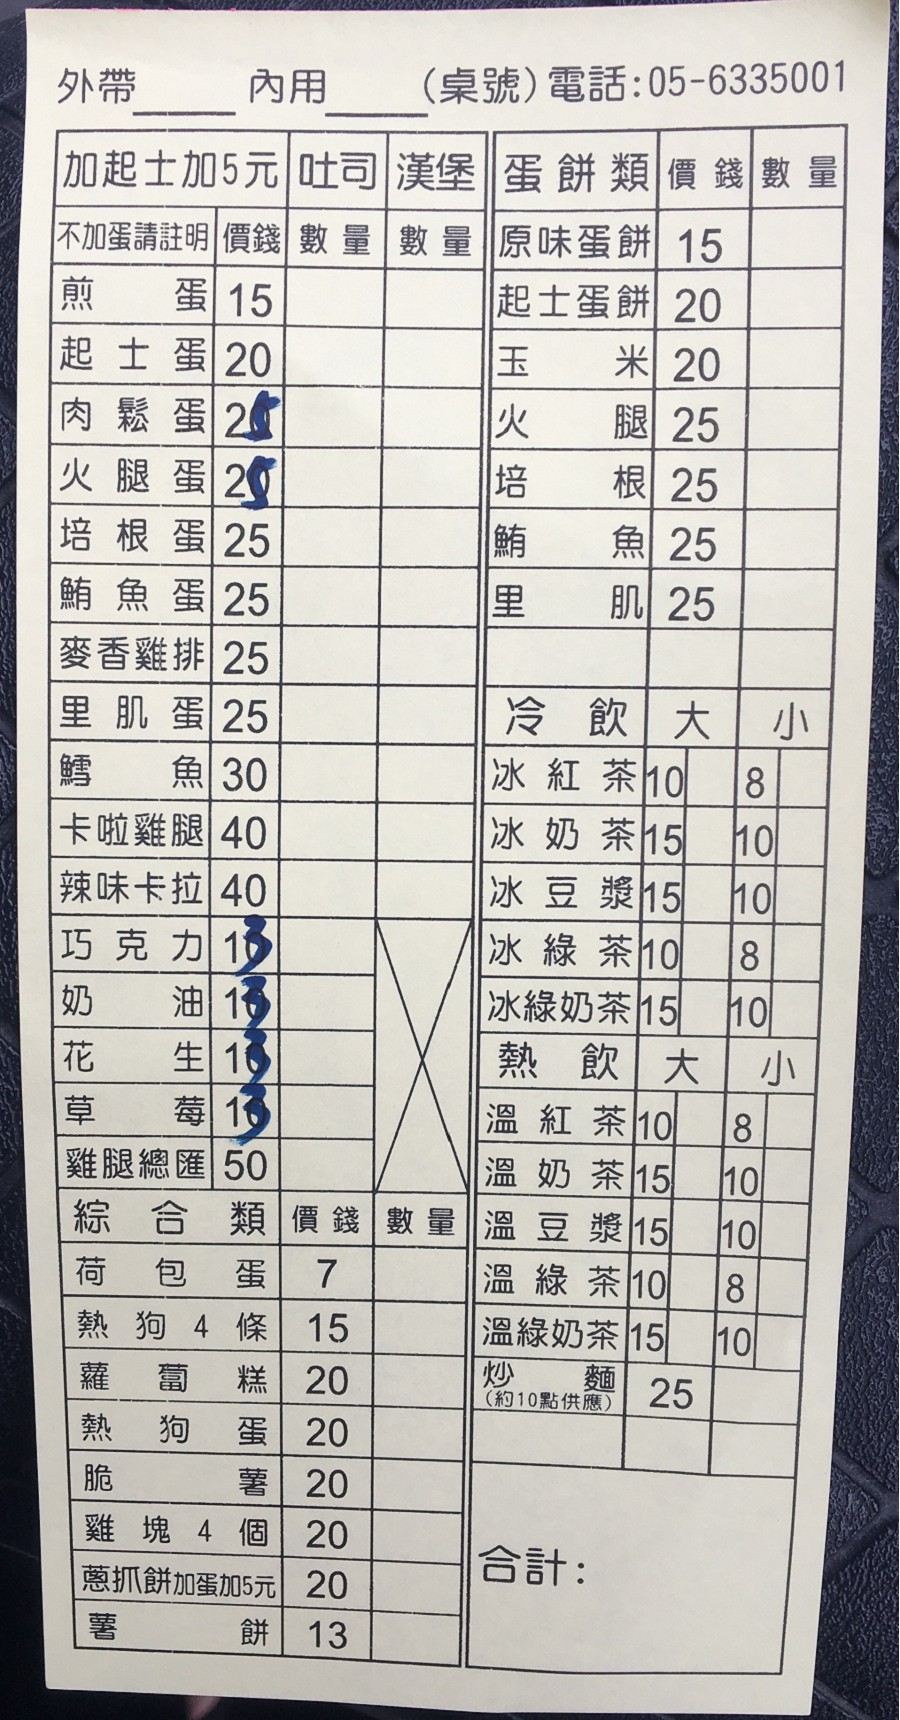 外帶____ 內用____(桌號) 電話:05-6335001
加起士加5元 吐司 漢堡
不加蛋請註明 價錢 數量 數量
煎蛋 15
起士蛋 20
肉鬆蛋 25
火腿蛋 25
培根蛋 25
鮪魚蛋 25
麥香雞排 25
里肌蛋 25
鱈魚 30
卡啦雞腿 40
辣味卡拉 40
巧克力 13
奶油 13
花生 13
草莓 13
雞腿總匯 50
綜合類 價錢 數量
荷包蛋 7
熱狗4條 15
蘿蔔糕 20
熱狗蛋 20
脆薯 20
雞塊4個 20
蔥抓餅加蛋加5元 20
薯餅 13
蛋餅類 價錢 數量
原味蛋餅 15
起士蛋餅 20
玉米 20
火腿 25
培根 25
鮪魚 25
里肌 25
冷飲 大 小
冰紅茶 10 8
冰奶茶 15 10
冰豆漿 15 10
冰綠茶 10 8
冰綠奶茶 15 10
熱飲 大 小
溫紅茶 10 8
溫奶茶 15 10
溫豆漿 15 10
溫綠茶 10 8
溫綠奶茶 15 10
炒麵 25
(約10點供應)
合計: